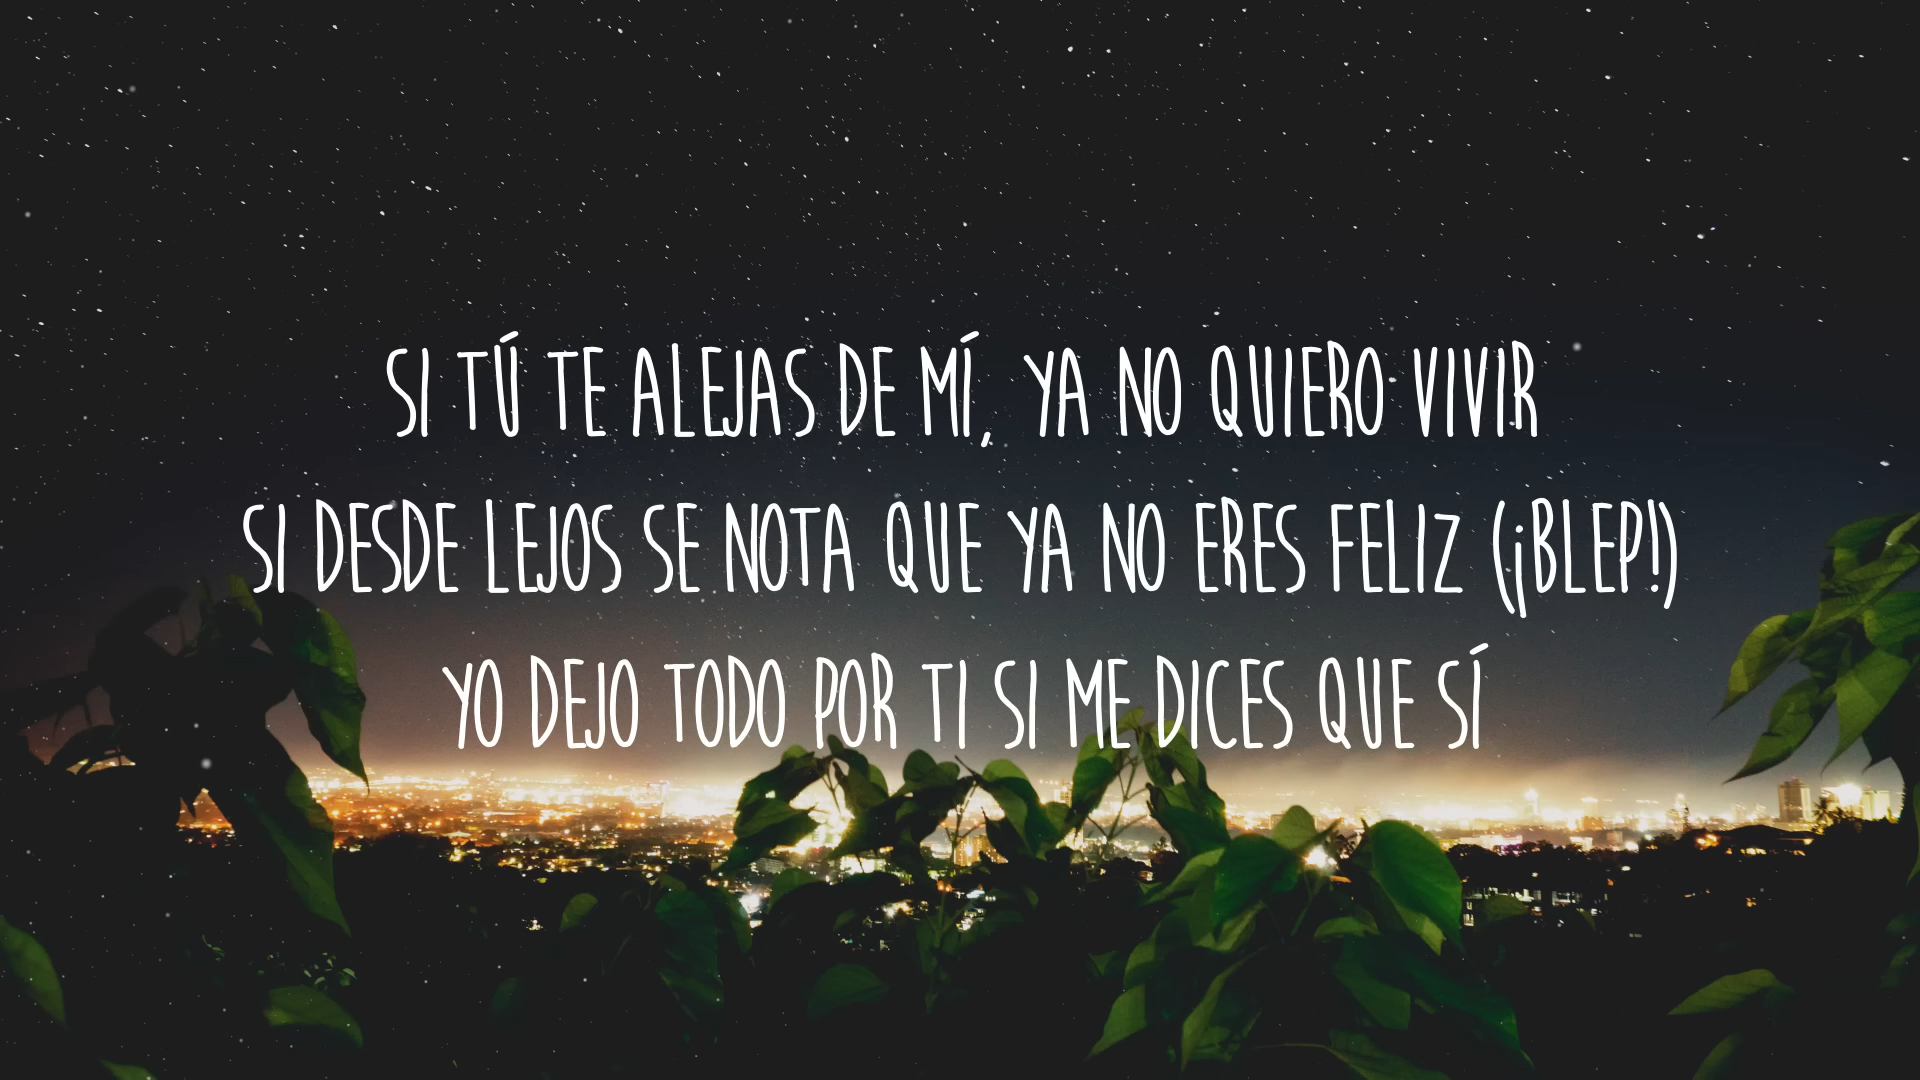 SI TÚ TE ALEJAS DE MÍ, YA NO QUIERO VIVIR
SI DESDE LEJOS SE NOTA QUE YA NO ERES FELIZ (¡BLEP!)
YO DEJO TODO POR TI SI ME DICES QUE SÍ